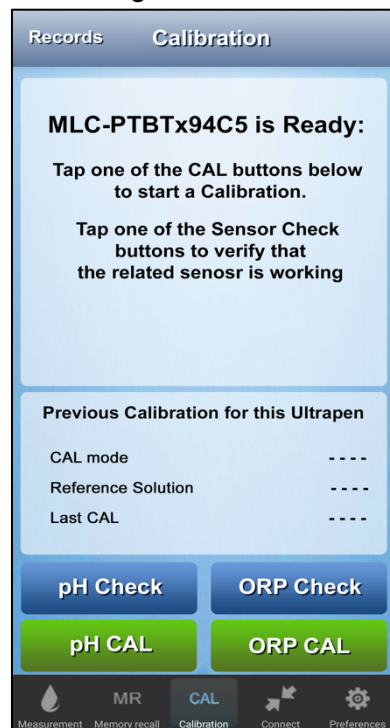 Records Calibration
MLC-PTBTx94C5 is Ready:
Tap one of the CAL buttons below
to start a Calibration.
Tap one of the Sensor Check
buttons to verify that
the related senosr is working
Previous Calibration for this Ultrapen
CAL mode - - - -
Reference Solution - - - -
Last CAL - - - -
pH Check ORP Check
pH CAL ORP CAL
MR CAL
Measurement Memory recall Calibration Connect Preferences